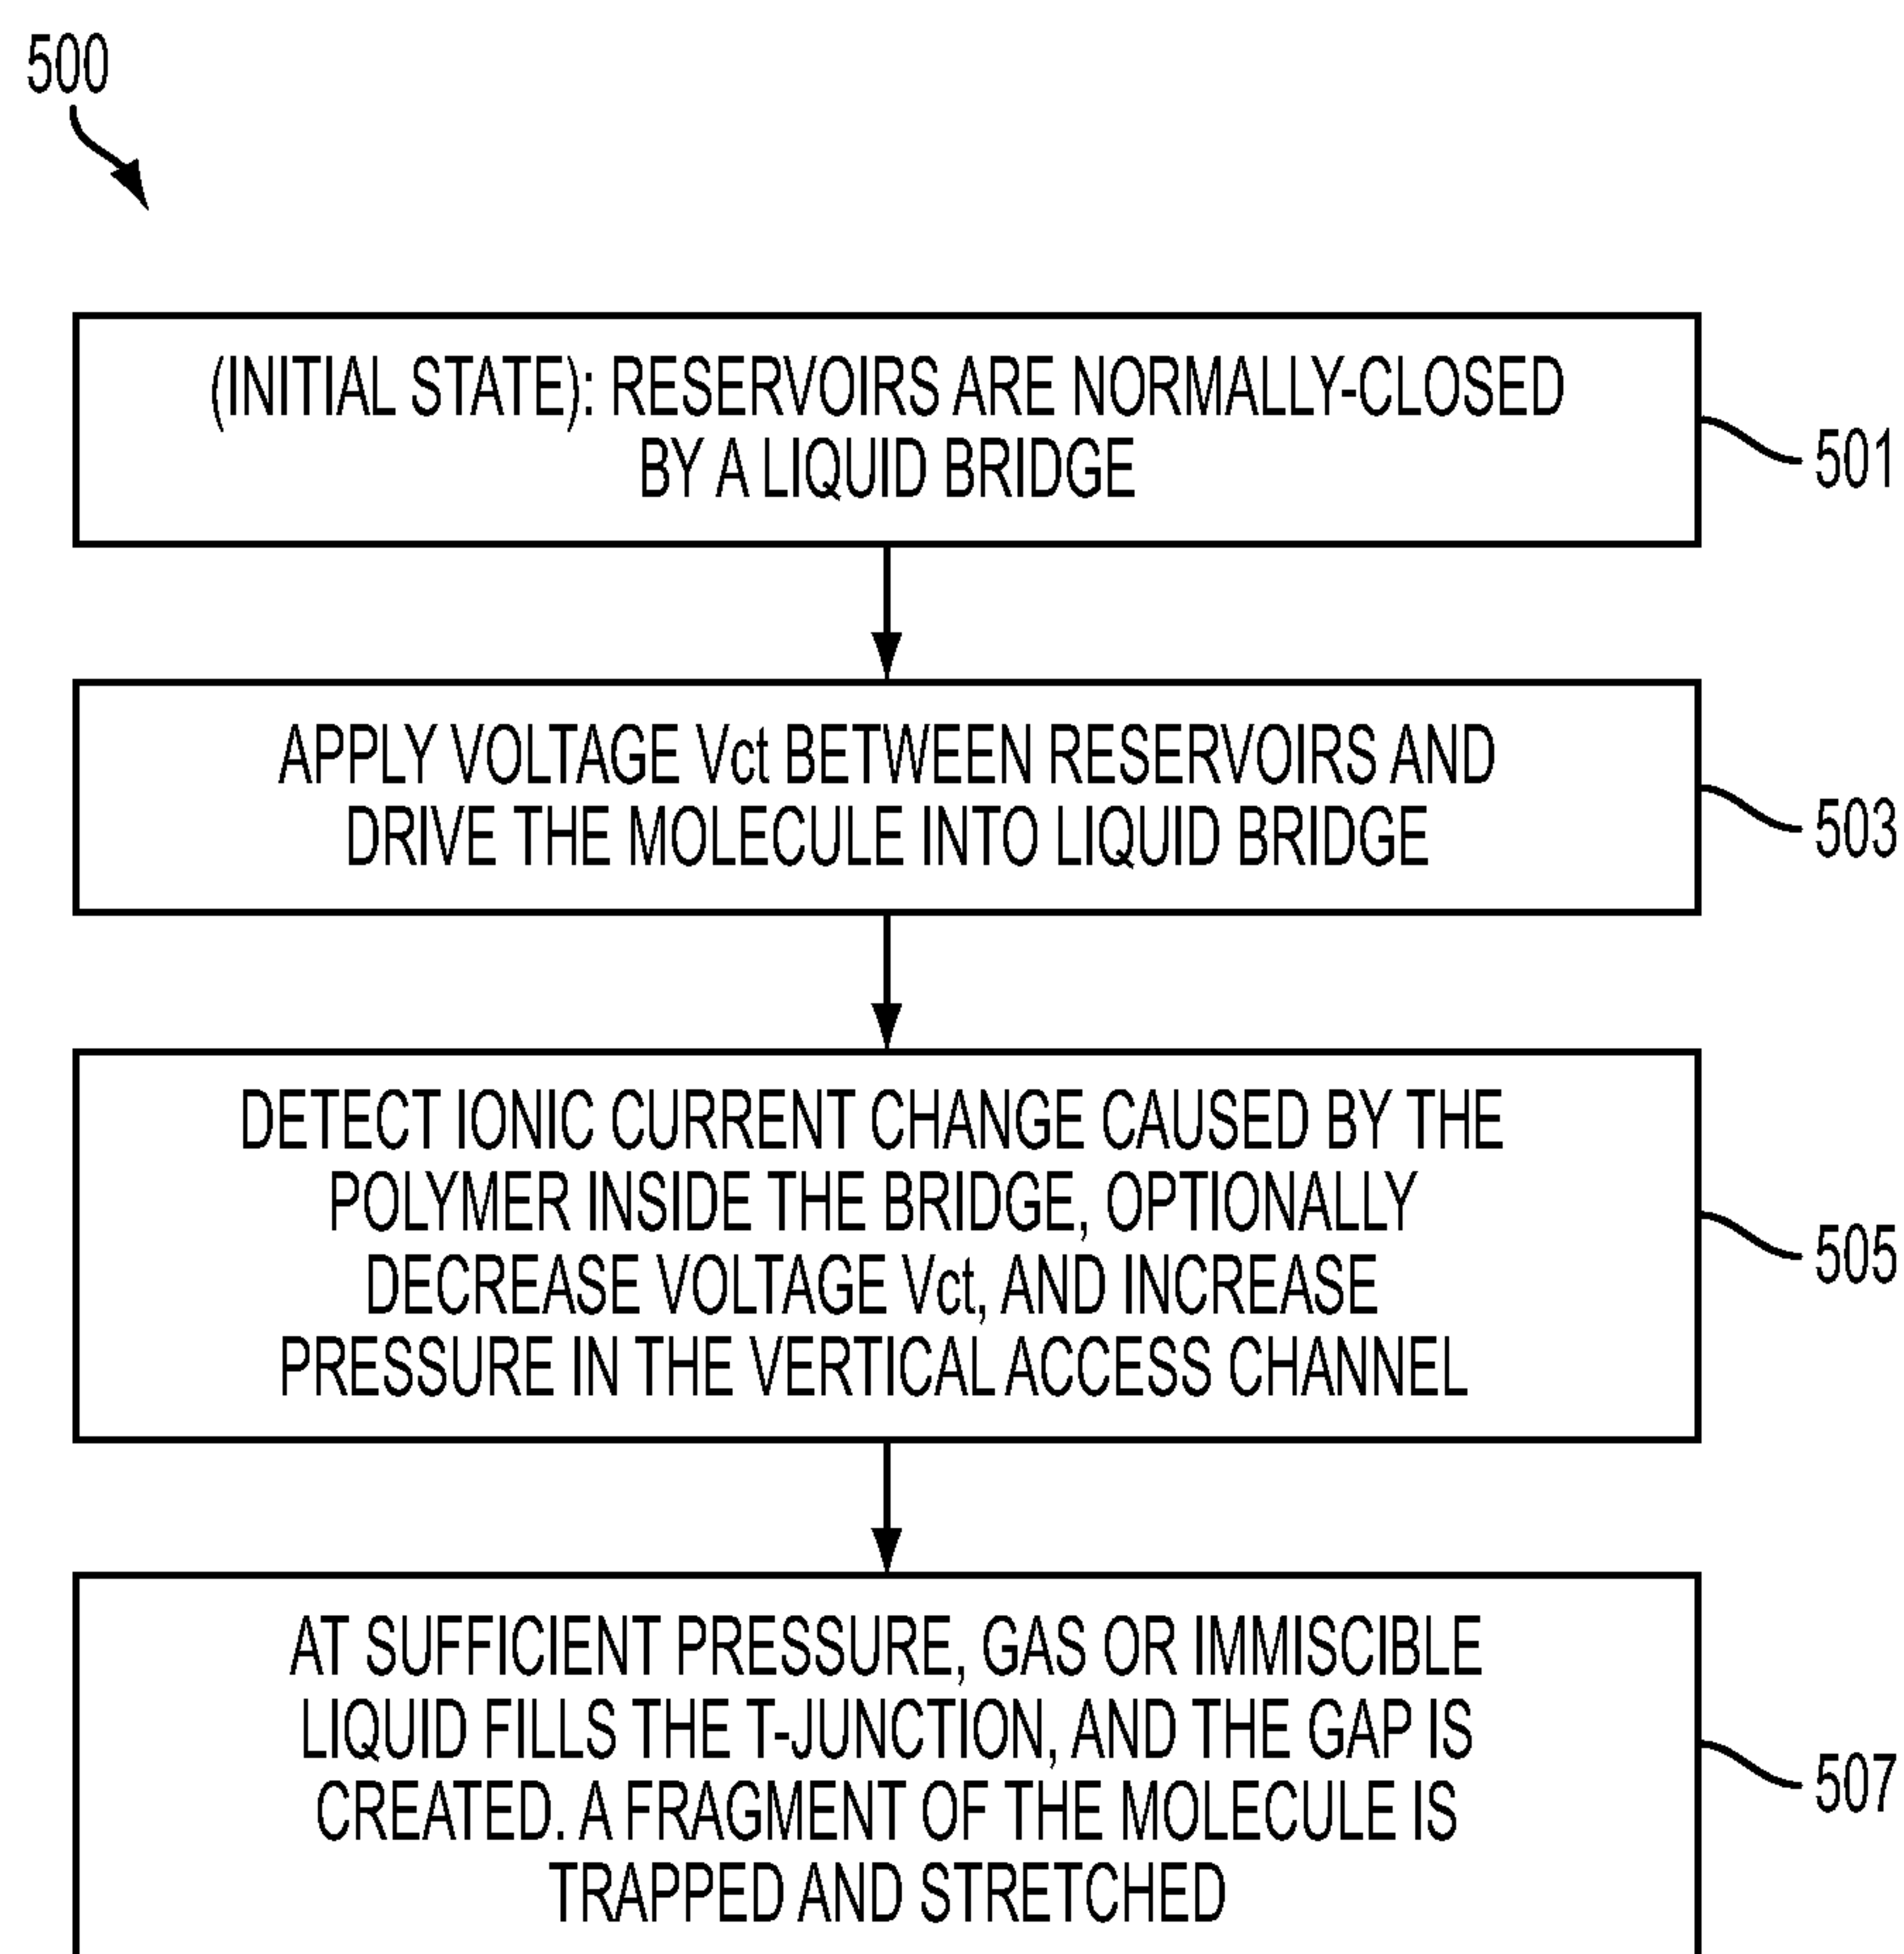 500
(INITIAL STATE): RESERVOIRS ARE NORMALLY-CLOSED
BY A LIQUID BRIDGE
501
APPLY VOLTAGE Vct BETWEEN RESERVOIRS AND
DRIVE THE MOLECULE INTO LIQUID BRIDGE
503
DETECT IONIC CURRENT CHANGE CAUSED BY THE
POLYMER INSIDE THE BRIDGE, OPTIONALLY
DECREASE VOLTAGE Vct, AND INCREASE
PRESSURE IN THE VERTICAL ACCESS CHANNEL
505
AT SUFFICIENT PRESSURE, GAS OR IMMISCIBLE
LIQUID FILLS THE T-JUNCTION, AND THE GAP IS
CREATED. A FRAGMENT OF THE MOLECULE IS
TRAPPED AND STRETCHED
507